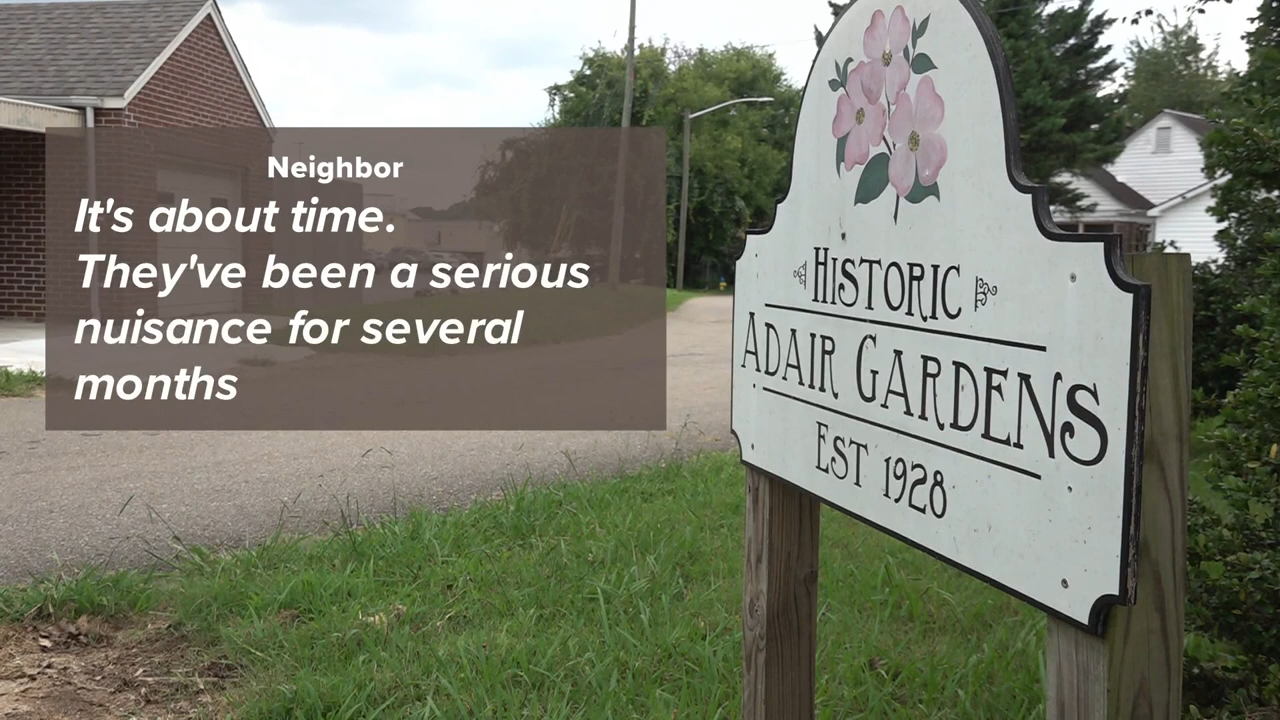 Neighbor
It's about time.
They've been a serious
nuisance for several
months
HISTORIC
ADAIR GARDENS
EST 1928